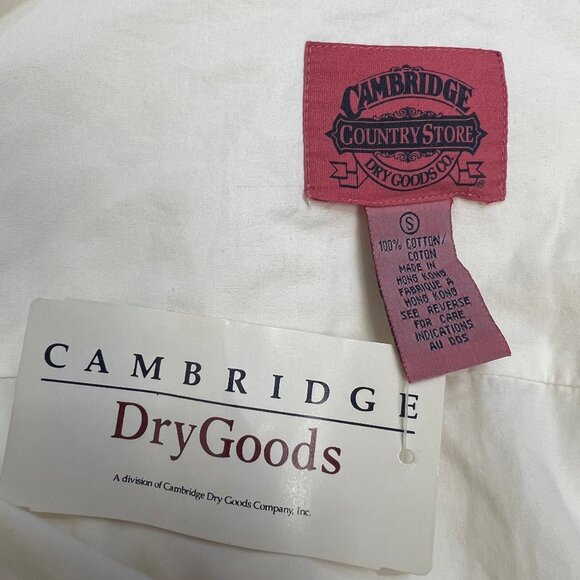 CAMBRIDGE
COUNTRY STORE
DRY GOODS CO.
®
S
100% COTTON/
COTON
MADE IN
HONG KONG
FABRIQUE A
HONG KONG
SEE REVERSE
FOR CARE
INDICATIONS
AU DOS
CAMBRIDGE
DryGoods
A division of Cambridge Dry Goods Company, Inc.